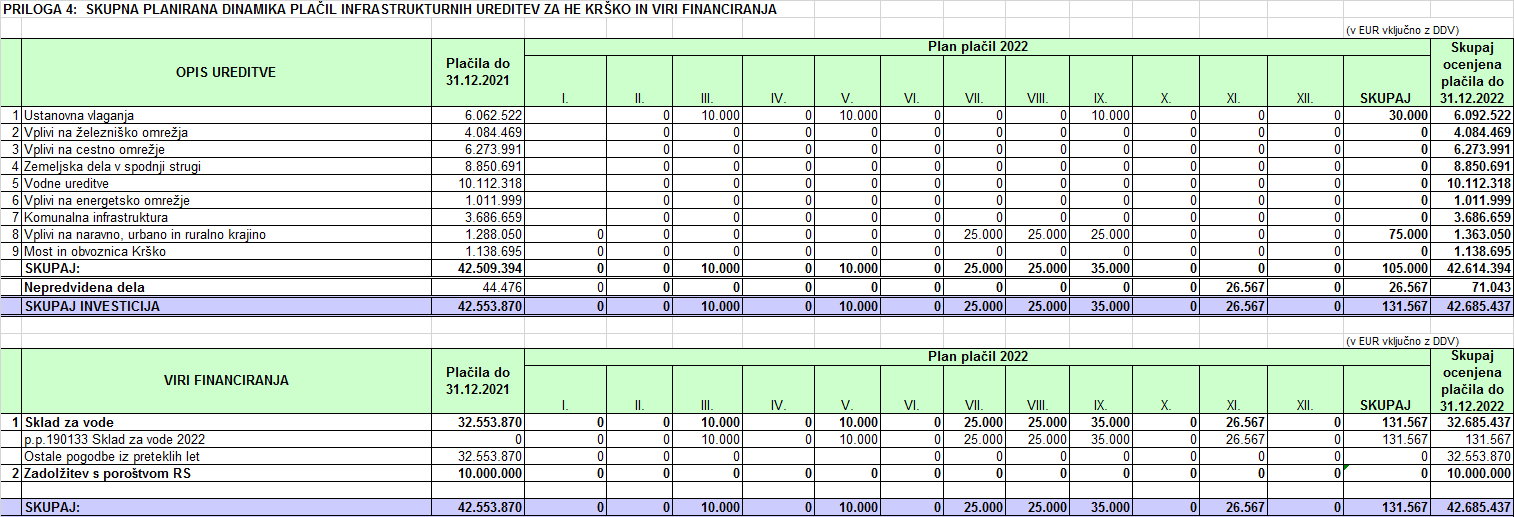 PRILOGA 4: SKUPNA PLANIRANA DINAMIKA PLAČIL INFRASTRUKTURNIH UREDITEV ZA HE KRŠKO IN VIRI FINANCIRANJA
(v EUR vključno z DDV)
OPIS UREDITVE Plačila do 31.12.2021 Plan plačil 2022 Skupaj ocenjena plačila do 31.12.2022
I. II. III. IV. V. VI. VII. VIII. IX. X. XI. XII. SKUPAJ
1 Ustanovna vlaganja 6.062.522 0 10.000 0 10.000 0 0 0 10.000 0 0 0 30.000 6.092.522
2 Vplivi na železniško omrežja 4.084.469 0 0 0 0 0 0 0 0 0 0 0 0 4.084.469
3 Vplivi na cestno omrežje 6.273.991 0 0 0 0 0 0 0 0 0 0 0 0 6.273.991
4 Zemeljska dela v spodnji strugi 8.850.691 0 0 0 0 0 0 0 0 0 0 0 0 8.850.691
5 Vodne ureditve 10.112.318 0 0 0 0 0 0 0 0 0 0 0 0 10.112.318
6 Vplivi na energetsko omrežje 1.011.999 0 0 0 0 0 0 0 0 0 0 0 0 1.011.999
7 Komunalna infrastruktura 3.686.659 0 0 0 0 0 0 0 0 0 0 0 0 3.686.659
8 Vplivi na naravno, urbano in ruralno krajino 1.288.050 0 0 0 0 0 0 25.000 25.000 25.000 0 0 0 75.000 1.363.050
9 Most in obvoznica Krško 1.138.695 0 0 0 0 0 0 0 0 0 0 0 0 0 1.138.695
SKUPAJ: 42.509.394 0 0 10.000 0 10.000 0 25.000 25.000 35.000 0 0 0 105.000 42.614.394
Nepredvidena dela 44.476 0 0 0 0 0 0 0 0 0 0 26.567 0 26.567 71.043
SKUPAJ INVESTICIJA 42.553.870 0 0 10.000 0 10.000 0 25.000 25.000 35.000 0 26.567 0 131.567 42.685.437
(v EUR vključno z DDV)
VIRI FINANCIRANJA Plačila do 31.12.2021 Plan plačil 2022 Skupaj ocenjena plačila do 31.12.2022
I. II. III. IV. V. VI. VII. VIII. IX. X. XI. XII. SKUPAJ
1 Sklad za vode 32.553.870 0 0 10.000 0 10.000 0 25.000 25.000 35.000 0 26.567 0 131.567 32.685.437
p.p.190133 Sklad za vode 2022 0 0 0 10.000 0 10.000 0 25.000 25.000 35.000 0 26.567 0 131.567 131.567
Ostale pogodbe iz preteklih let 32.553.870 0 0 0 0 0 0 0 0 0 0 0 0 0 32.553.870
2 Zadolžitev s poroštvom RS 10.000.000 0 0 0 0 0 0 0 0 0 0 0 0 0 10.000.000
SKUPAJ: 42.553.870 0 0 10.000 0 10.000 0 25.000 25.000 35.000 0 26.567 0 131.567 42.685.437